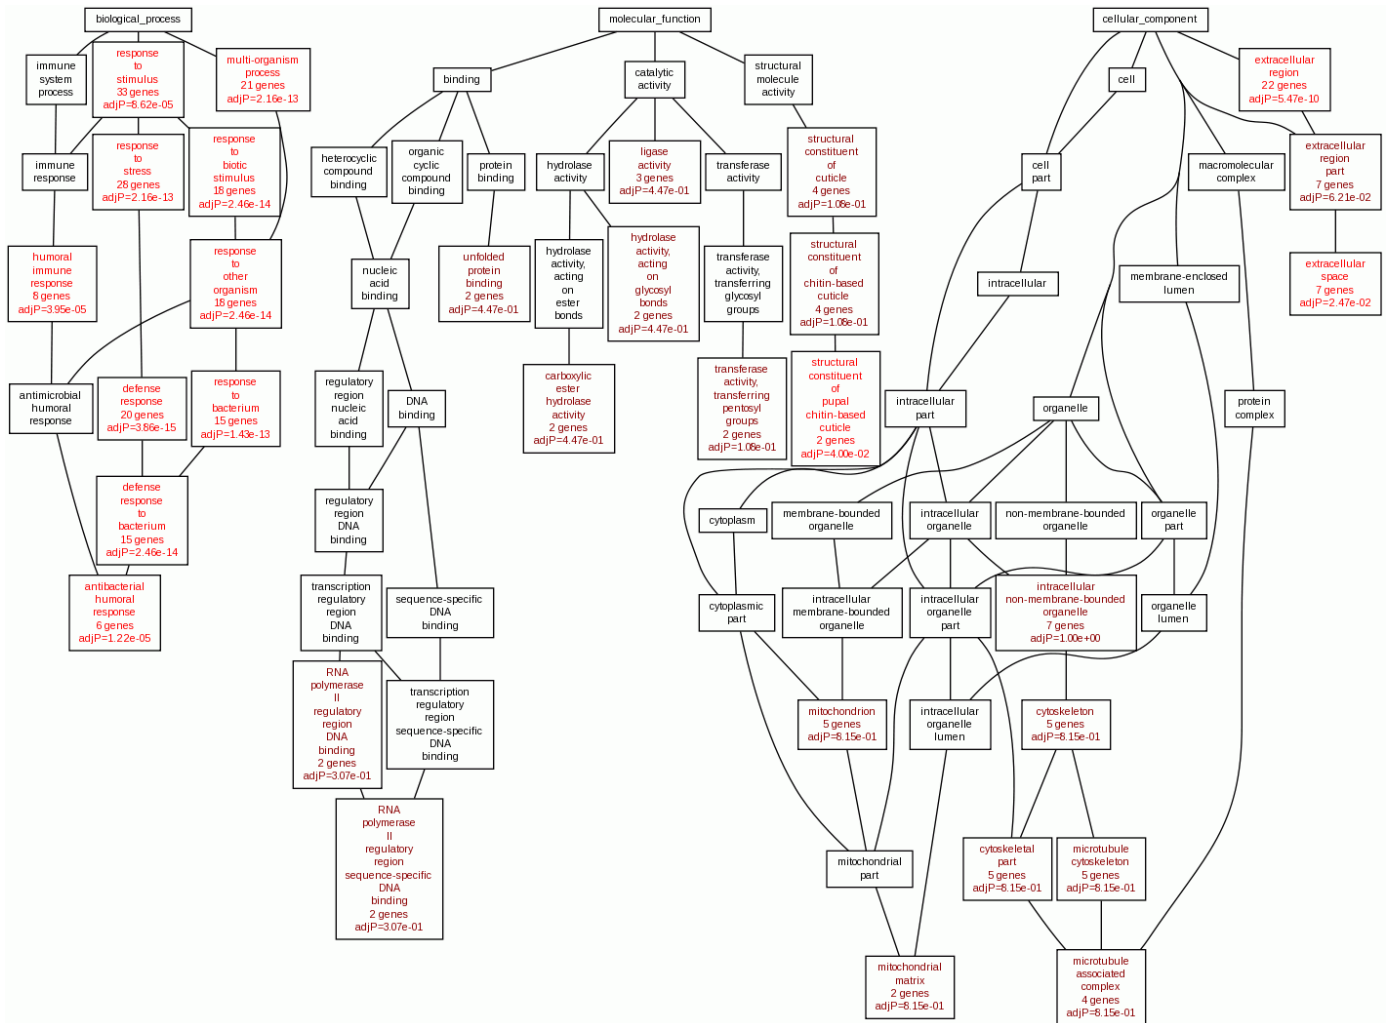 biological_process
immune
system
process
response
to
stimulus
33 genes
adjP=8.62e-05
multi-organism
process
21 genes
adjP=2.16e-13
immune
response
response
to
stress
28 genes
adjP=2.16e-13
response
to
biotic
stimulus
18 genes
adjP=2.46e-14
humoral
immune
response
8 genes
adjP=3.95e-05
response
to
other
organism
18 genes
adjP=2.46e-14
antimicrobial
humoral
response
defense
response
20 genes
adjP=3.86e-15
response
to
bacterium
15 genes
adjP=1.43e-13
defense
response
to
bacterium
15 genes
adjP=2.46e-14
antibacterial
humoral
response
6 genes
adjP=1.22e-05
molecular_function
binding
catalytic
activity
structural
molecule
activity
heterocyclic
compound
binding
organic
cyclic
compound
binding
protein
binding
hydrolase
activity
ligase
activity
3 genes
adjP=4.47e-01
transferase
activity
structural
constituent
of
cuticle
4 genes
adjP=1.08e-01
nucleic
acid
binding
unfolded
protein
binding
2 genes
adjP=4.47e-01
hydrolase
activity,
acting
on
ester
bonds
hydrolase
activity,
acting
on
glycosyl
bonds
2 genes
adjP=4.47e-01
transferase
activity,
transferring
glycosyl
groups
structural
constituent
of
chitin-based
cuticle
4 genes
adjP=1.08e-01
regulatory
region
nucleic
acid
binding
DNA
binding
carboxylic
ester
hydrolase
activity
2 genes
adjP=4.47e-01
transferase
activity,
transferring
pentosyl
groups
2 genes
adjP=1.08e-01
structural
constituent
of
pupal
chitin-based
cuticle
2 genes
adjP=4.00e-02
regulatory
region
DNA
binding
transcription
regulatory
region
DNA
binding
sequence-specific
DNA
binding
RNA
polymerase
II
regulatory
region
DNA
binding
2 genes
adjP=3.07e-01
transcription
regulatory
region
sequence-specific
DNA
binding
RNA
polymerase
II
regulatory
region
sequence-specific
DNA
binding
2 genes
adjP=3.07e-01
cellular_component
cell
extracellular
region
22 genes
adjP=5.47e-10
cell
part
macromolecular
complex
extracellular
region
part
7 genes
adjP=6.21e-02
intracellular
membrane-enclosed
lumen
extracellular
space
7 genes
adjP=2.47e-02
intracellular
part
organelle
protein
complex
cytoplasm
membrane-bounded
organelle
intracellular
organelle
non-membrane-bounded
organelle
organelle
part
cytoplasmic
part
intracellular
membrane-bounded
organelle
intracellular
organelle
part
intracellular
non-membrane-bounded
organelle
7 genes
adjP=1.00e+00
organelle
lumen
mitochondrion
5 genes
adjP=8.15e-01
intracellular
organelle
lumen
cytoskeleton
5 genes
adjP=8.15e-01
mitochondrial
part
cytoskeletal
part
5 genes
adjP=8.15e-01
microtubule
cytoskeleton
5 genes
adjP=8.15e-01
mitochondrial
matrix
2 genes
adjP=8.15e-01
microtubule
associated
complex
4 genes
adjP=8.15e-01